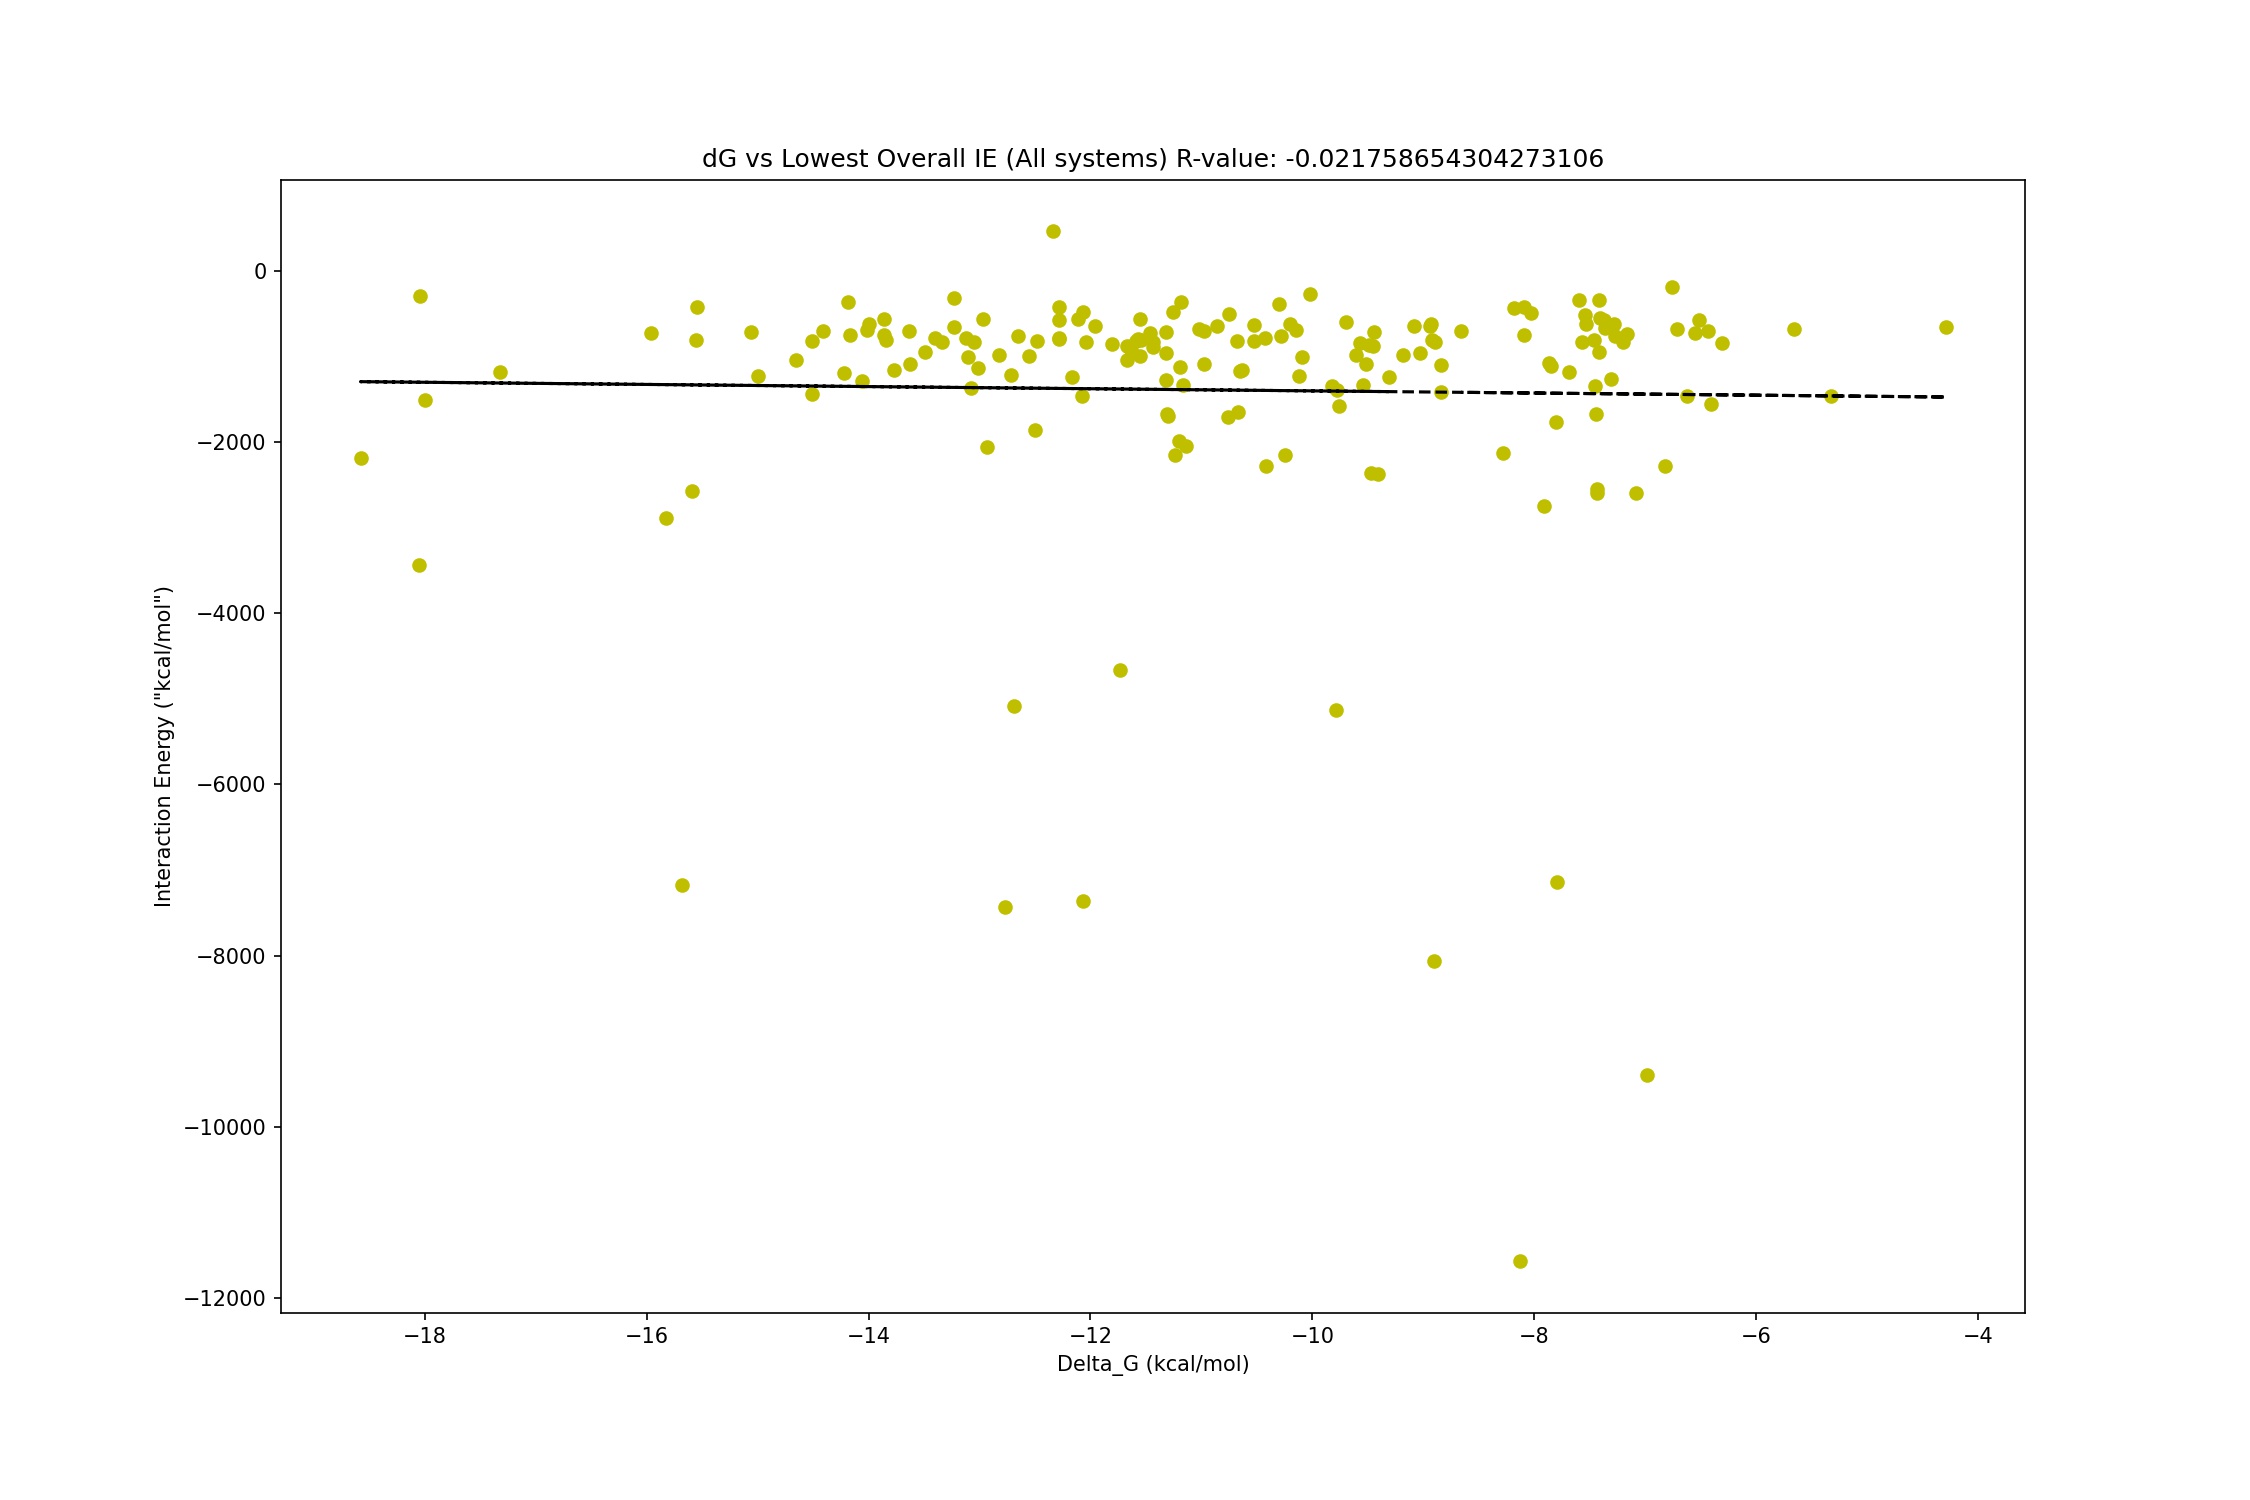 dG vs Lowest Overall IE (All systems) R-value: -0.021758654304273106
0
−2000
−4000
−6000
−8000
−10000
−12000
Interaction Energy ("kcal/mol")
−18 −16 −14 −12 −10 −8 −6 −4
Delta_G (kcal/mol)